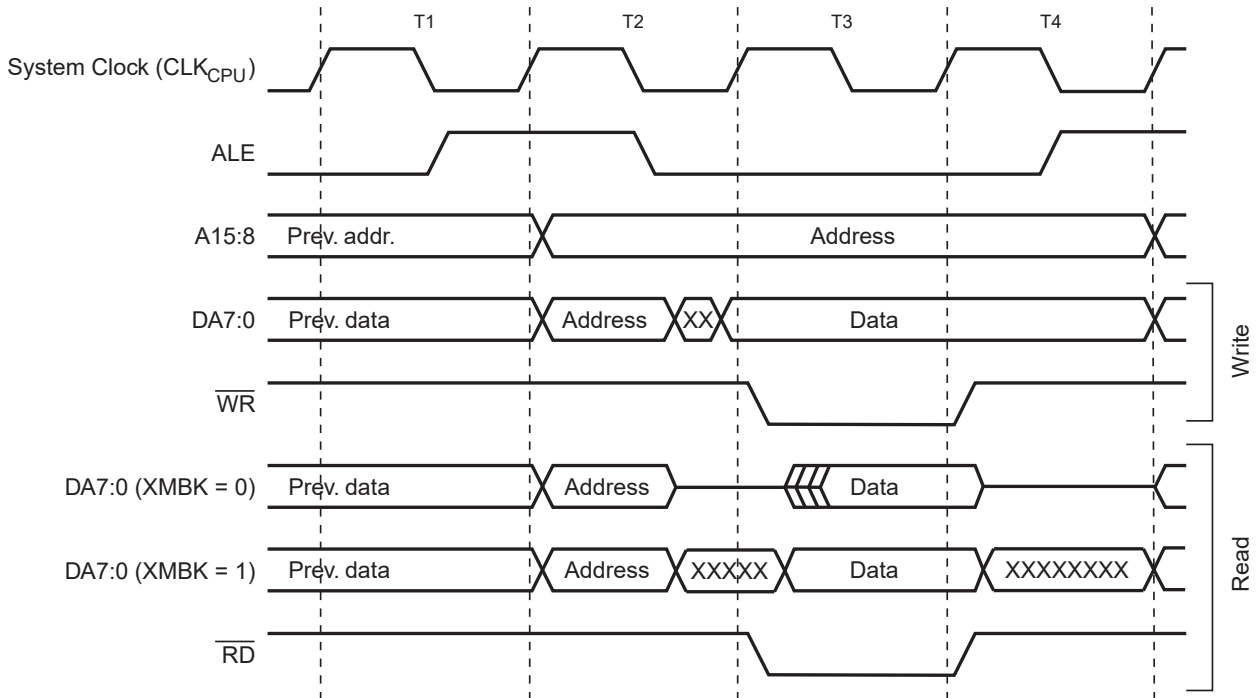 T1 T2 T3 T4
System Clock (CLKCPU)
ALE
A15:8 Prev. addr. Address
DA7:0 Prev. data Address XX Data
WR
Write
DA7:0 (XMBK = 0) Prev. data Address Data
DA7:0 (XMBK = 1) Prev. data Address XXXXX Data XXXXXXXX
RD
Read